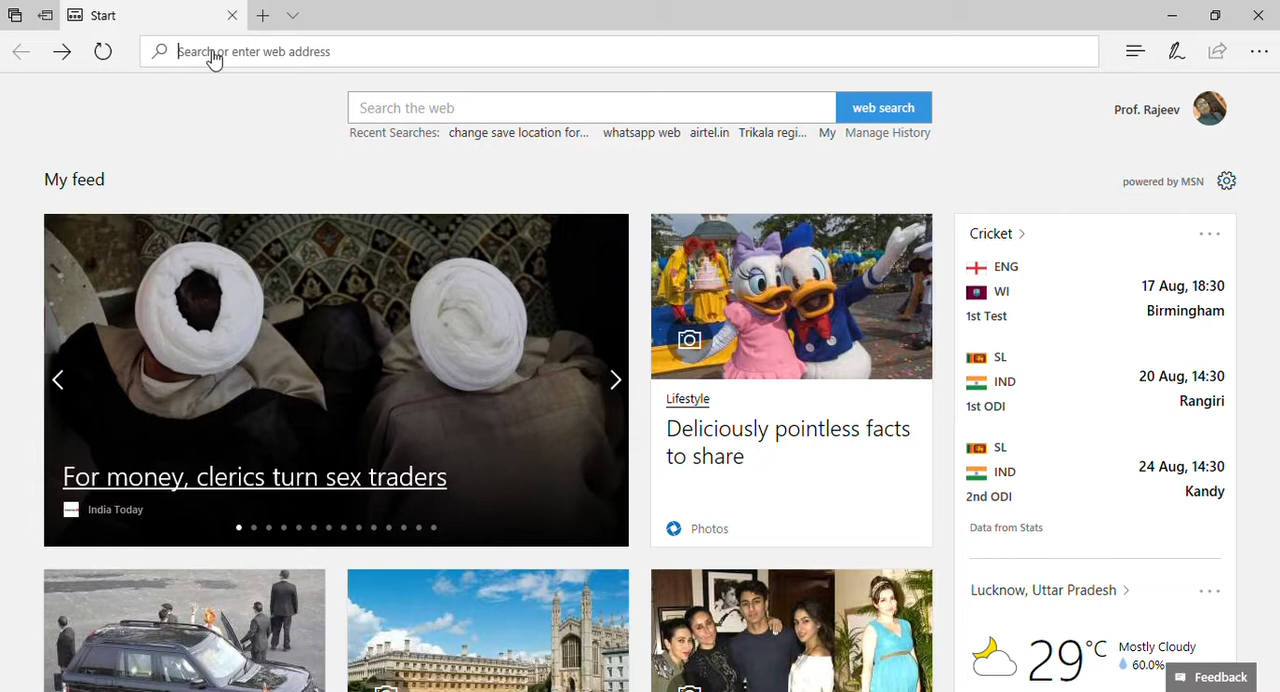 Start
Search or enter web address
Search the web
web search
Prof. Rajeev
Recent Searches: change save location for... whatsapp web airtel.in Trikala regi... My Manage History
My feed
powered by MSN
For money, clerics turn sex traders
India Today
Lifestyle
Deliciously pointless facts
to share
Photos
Cricket >
ENG
17 Aug, 18:30
WI
Birmingham
1st Test
SL
20 Aug, 14:30
IND
Rangiri
1st ODI
SL
24 Aug, 14:30
IND
Kandy
2nd ODI
Data from Stats
Lucknow, Uttar Pradesh >
29°C
Mostly Cloudy
60.0%
Feedback